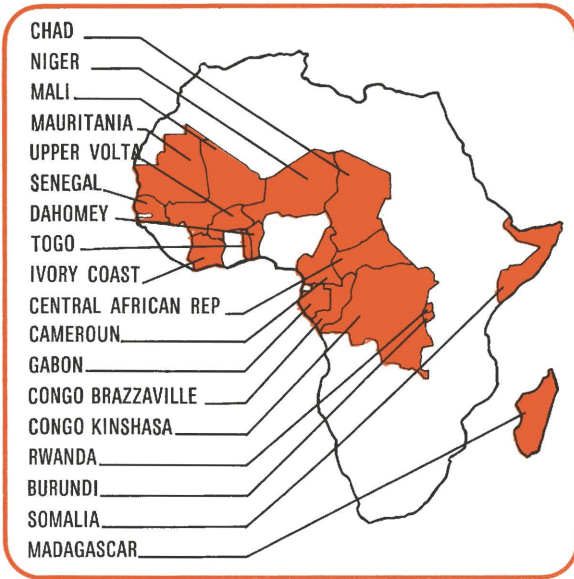 CHAD
NIGER
MALI
MAURITANIA
UPPER VOLTA
SENEGAL
DAHOMEY
TOGO
IVORY COAST
CENTRAL AFRICAN REP
CAMEROUN
GABON
CONGO BRAZZAVILLE
CONGO KINSHASA
RWANDA
BURUNDI
SOMALIA
MADAGASCAR